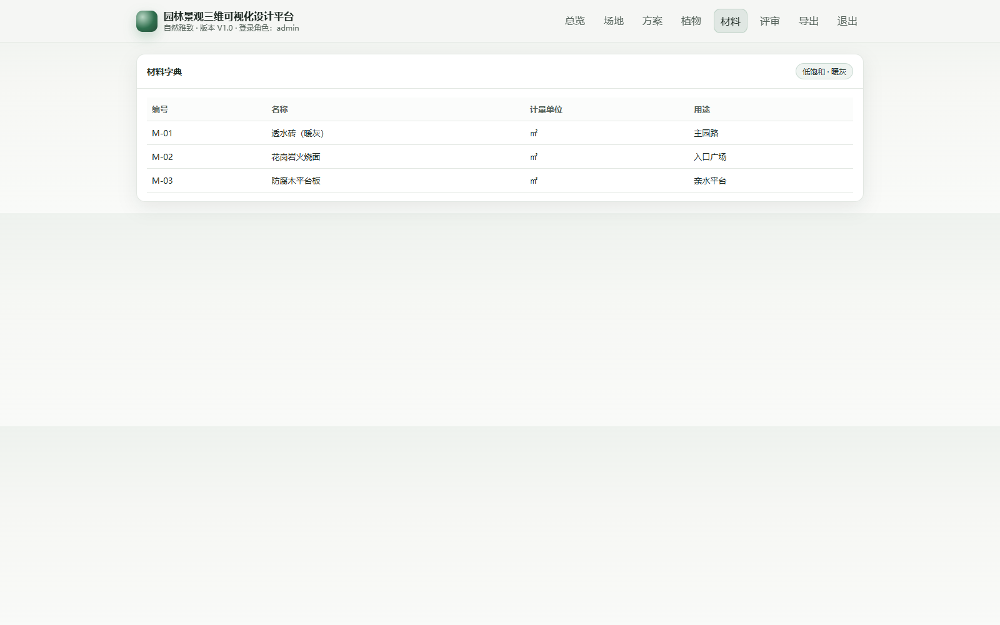 园林景观三维可视化设计平台
自然雅致 · 版本 V1.0 · 登录角色：admin
总览 场地 方案 植物 材料 评审 导出 退出
材料字典 低饱和 · 暖灰
编号 名称 计量单位 用途
M-01 透水砖（暖灰） ㎡ 主园路
M-02 花岗岩火烧面 ㎡ 入口广场
M-03 防腐木平台板 ㎡ 亲水平台